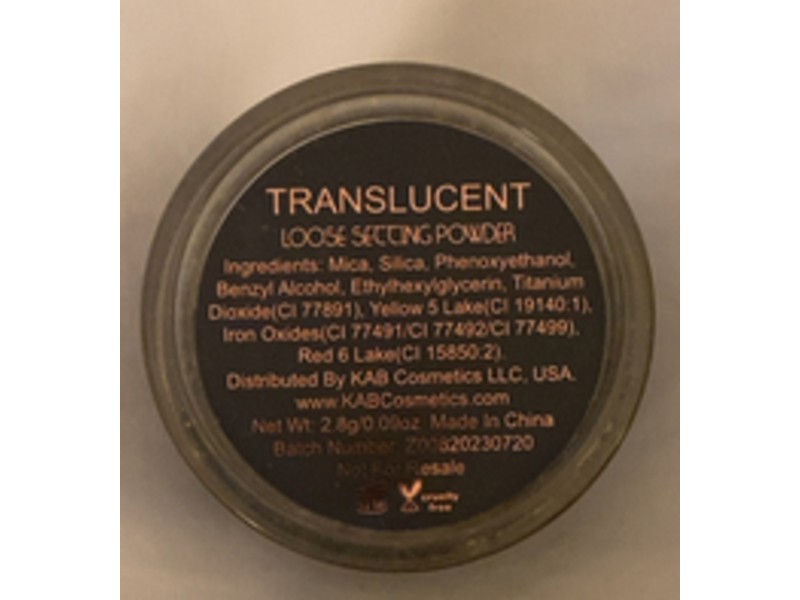 TRANSLUCENT
LOOSE SETTING POWDER
Ingredients: Mica, Silica, Phenoxyethanol,
Benzyl Alcohol, Ethylhexylglycerin, Titanium
Dioxide(CI 77891), Yellow 5 Lake(CI 19140:1),
Iron Oxides(CI 77491/CI 77492/CI 77499),
Red 6 Lake(CI 15850:2).
Distributed By KAB Cosmetics LLC, USA.
www.KABCosmetics.com
Net Wt: 2.8g/0.09oz. Made In China
Batch Number: Z00820230720
Not For Resale
cruelty
free